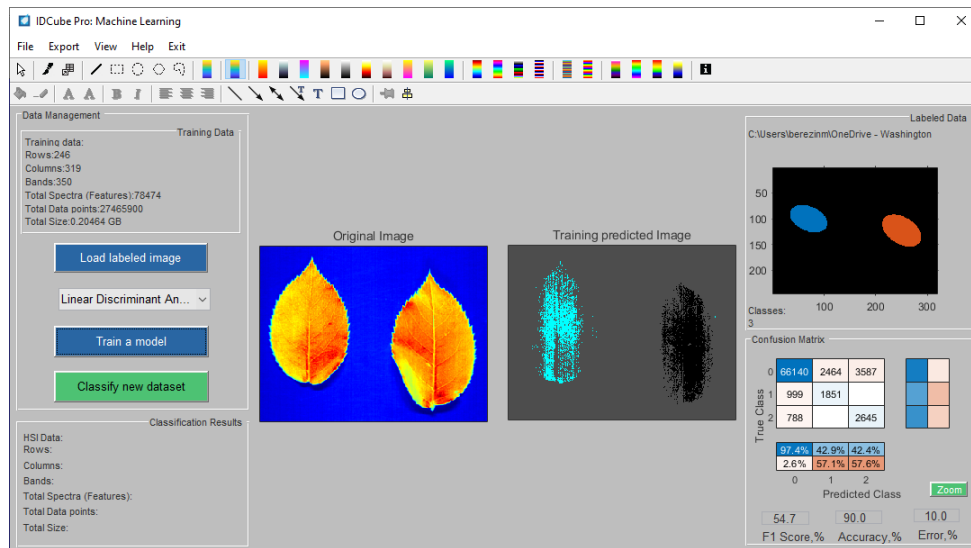 IDCube Pro: Machine Learning
File Export View Help Exit
Data Management
Training Data
Training data:
Rows:246
Columns:319
Bands:350
Total Spectra (Features):78474
Total Data points:27465900
Total Size:0.20464 GB
Load labeled image
Linear Discriminant An...
Train a model
Classify new dataset
Classification Results
HSI Data:
Rows:
Columns:
Bands:
Total Spectra (Features):
Total Data points:
Total Size:
Original Image
Training predicted Image
Labeled Data
C:\Users\berezinm\OneDrive - Washington
50
100
150
200
0 100 200 300
Classes:
3
Confusion Matrix
True Class
0 66140 2464 3587
1 999 1851
2 788 2645
97.4% 42.9% 42.4%
2.6% 57.1% 57.6%
0 1 2
Predicted Class
Zoom
54.7 90.0 10.0
F1 Score,% Accuracy,% Error,%